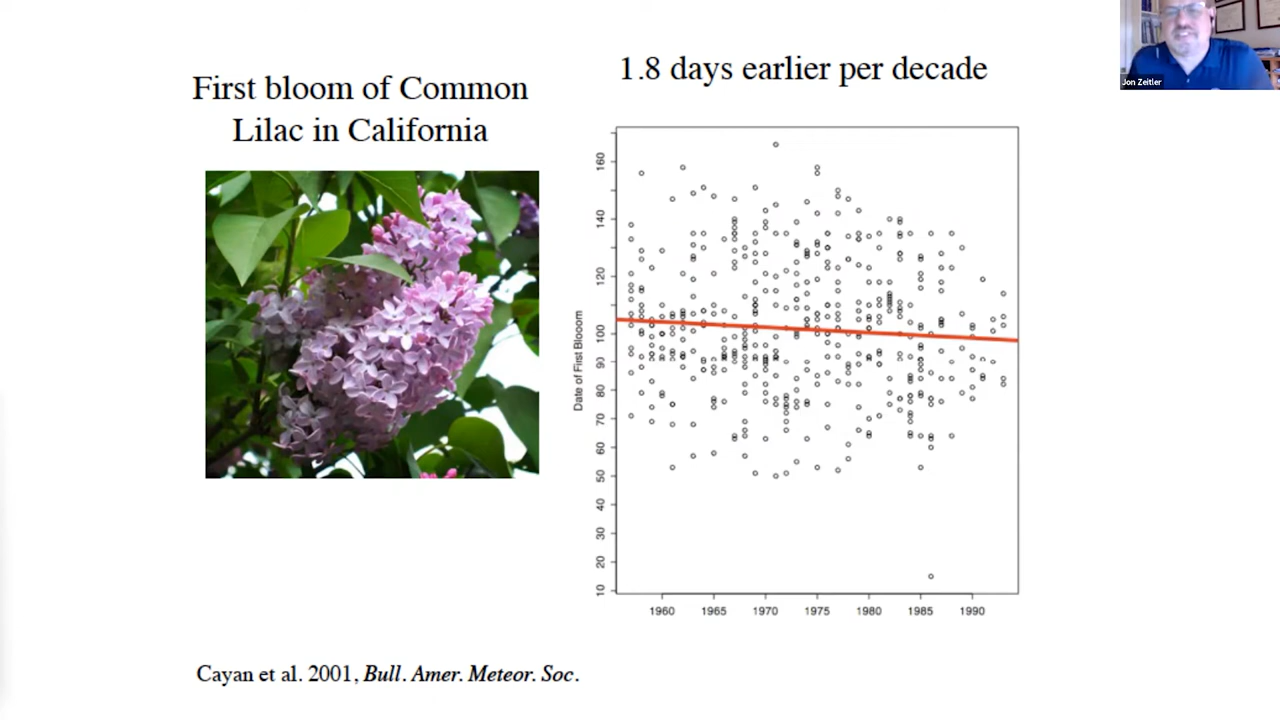 First bloom of Common
Lilac in California
1.8 days earlier per decade
Jon Zeitler
Date of First Blooom
160
140
120
100
90
80
70
60
50
40
30
20
10
1960 1965 1970 1975 1980 1985 1990
Cayan et al. 2001, Bull. Amer. Meteor. Soc.